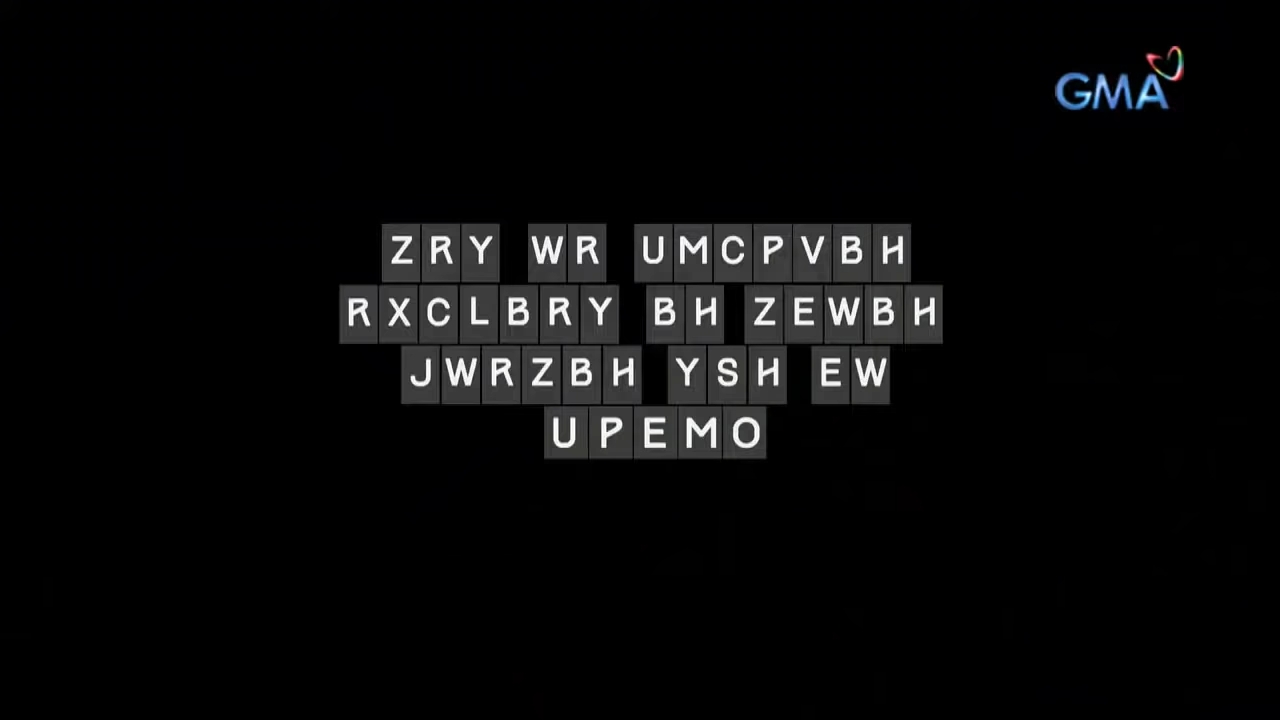 GMA
ZRY WR UMCPVBH
RXCLBRY BH ZEWBH
JWRZBH YSH EW
UPEMO